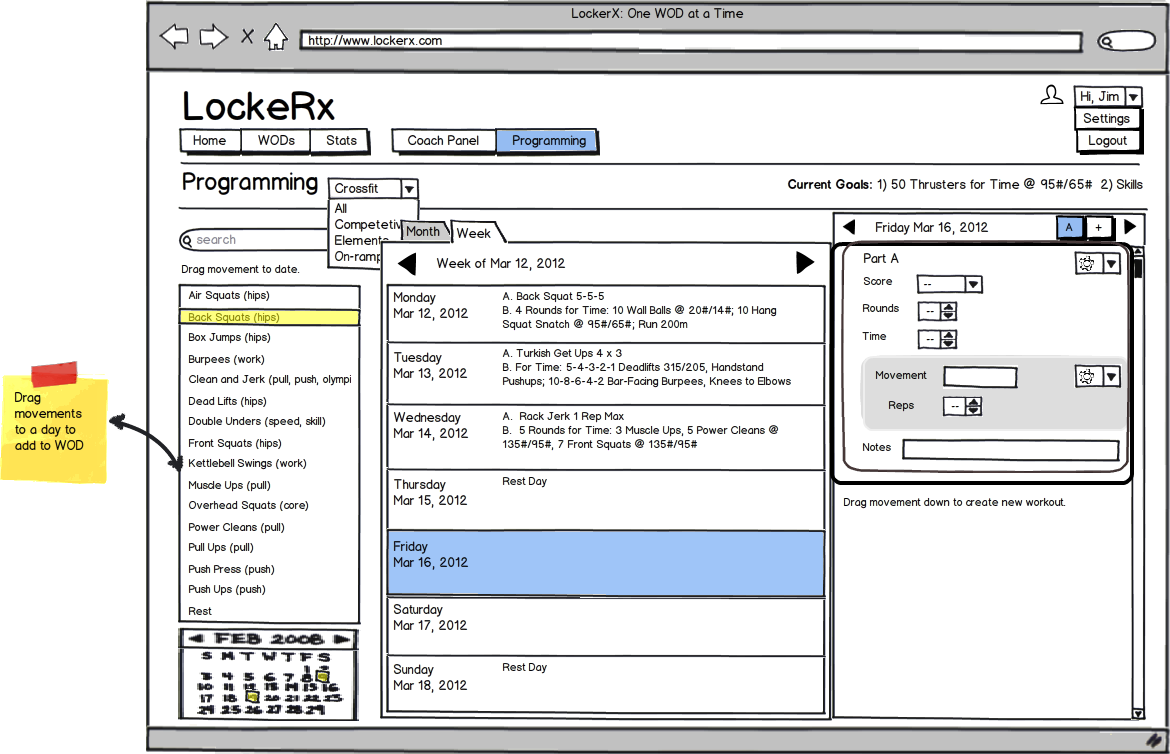 LockerX: One WOD at a Time
http://www.lockerx.com
LockeRx
Hi, Jim
Settings
Logout
Home
WODs
Stats
Coach Panel
Programming
Programming
Crossfit
All
Competetiv
Elements
On-ramp
Current Goals: 1) 50 Thrusters for Time @ 95#/65# 2) Skills
search
Drag movement to date.
Air Squats (hips)
Back Squats (hips)
Box Jumps (hips)
Burpees (work)
Clean and Jerk (pull, push, olympi
Dead Lifts (hips)
Double Unders (speed, skill)
Front Squats (hips)
Kettlebell Swings (work)
Muscle Ups (pull)
Overhead Squats (core)
Power Cleans (pull)
Pull Ups (pull)
Push Press (push)
Push Ups (push)
Rest
Drag
movements
to a day to
add to WOD
FEB 2008
S M T W T F S
1 2
3 4 5 6 7 8
10 11 12 13 14 15 16
17 18 20 21 22 23
24 25 26 27 28 29
Month
Week
Week of Mar 12, 2012
Monday
Mar 12, 2012
A. Back Squat 5-5-5
B. 4 Rounds for Time: 10 Wall Balls @ 20#/14#; 10 Hang
Squat Snatch @ 95#/65#; Run 200m
Tuesday
Mar 13, 2012
A. Turkish Get Ups 4 x 3
B. For Time: 5-4-3-2-1 Deadlifts 315/205, Handstand
Pushups; 10-8-6-4-2 Bar-Facing Burpees, Knees to Elbows
Wednesday
Mar 14, 2012
A. Rack Jerk 1 Rep Max
B. 5 Rounds for Time: 3 Muscle Ups, 5 Power Cleans @
135#/95#, 7 Front Squats @ 135#/95#
Thursday
Mar 15, 2012
Rest Day
Friday
Mar 16, 2012
Saturday
Mar 17, 2012
Sunday
Mar 18, 2012
Rest Day
Friday Mar 16, 2012
A
+
Part A
Score
--
Rounds
--
Time
--
Movement
Reps
--
Notes
Drag movement down to create new workout.